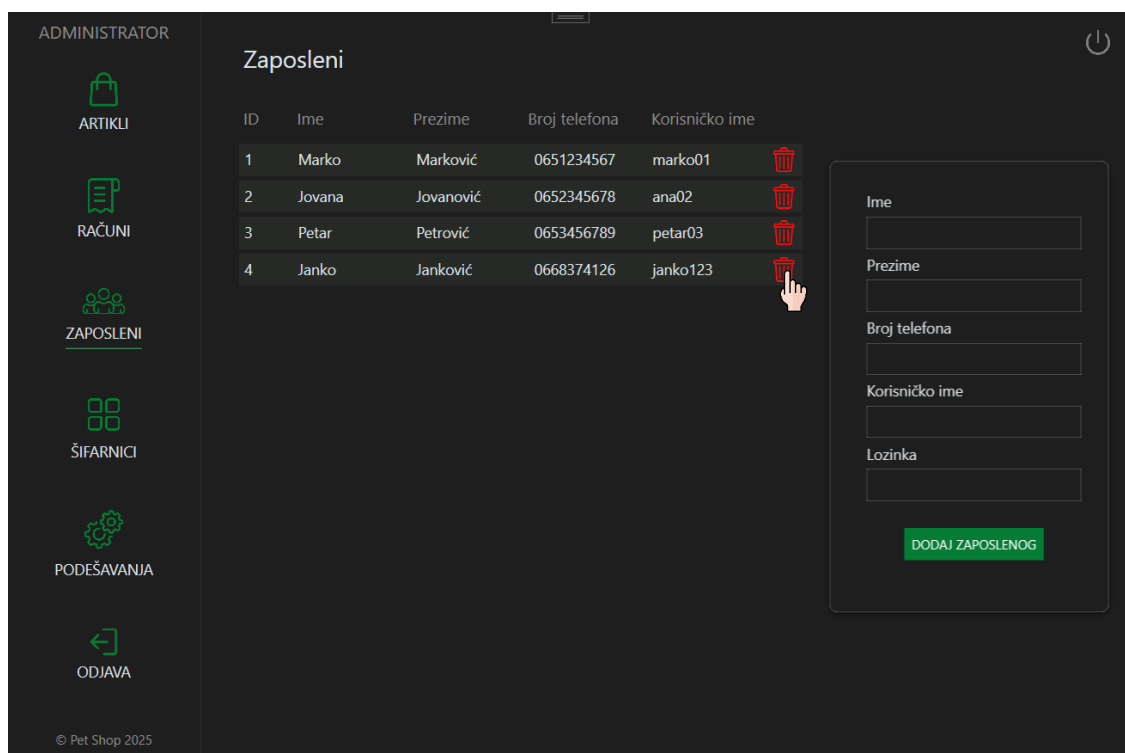 ADMINISTRATOR
ARTIKLI
RAČUNI
ZAPOSLENI
ŠIFARNICI
PODEŠAVANJA
ODJAVA
© Pet Shop 2025
Zaposleni
ID Ime Prezime Broj telefona Korisničko ime
1 Marko Marković 0651234567 marko01
2 Jovana Jovanović 0652345678 ana02
3 Petar Petrović 0653456789 petar03
4 Janko Janković 0668374126 janko123
Ime
Prezime
Broj telefona
Korisničko ime
Lozinka
DODAJ ZAPOSLENOG